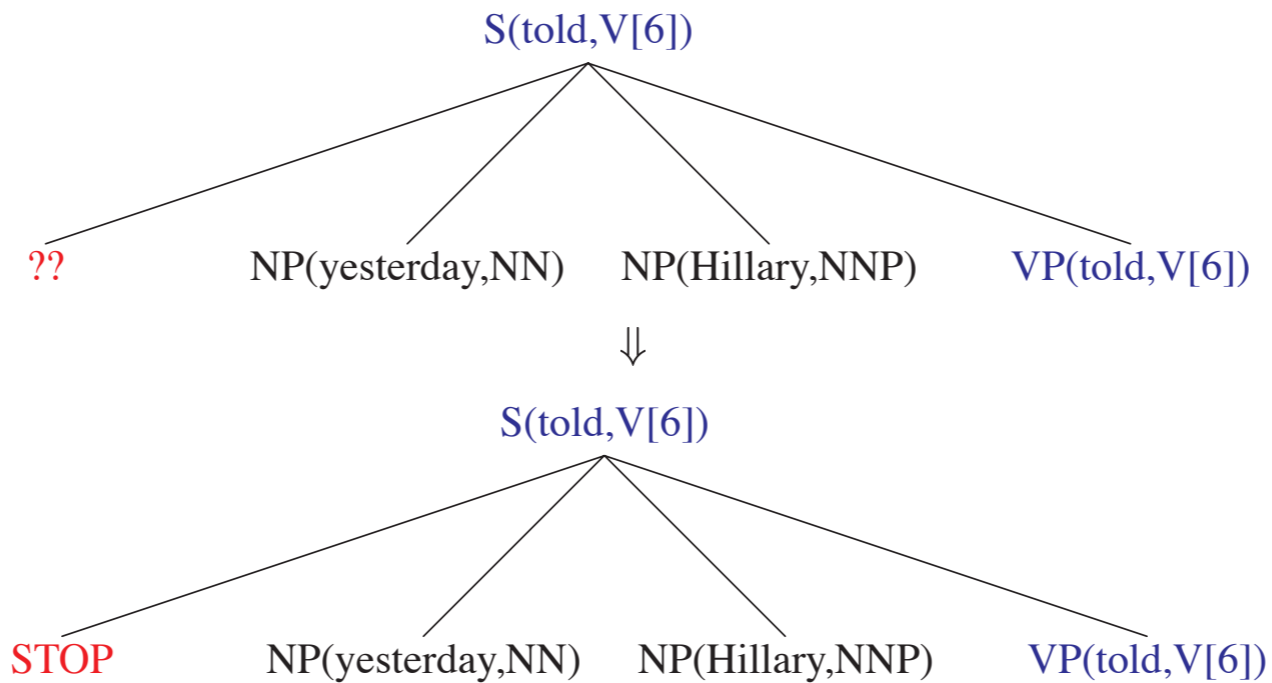 S(told,V[6])
?? NP(yesterday,NN) NP(Hillary,NNP) VP(told,V[6])
⇓
S(told,V[6])
STOP NP(yesterday,NN) NP(Hillary,NNP) VP(told,V[6])